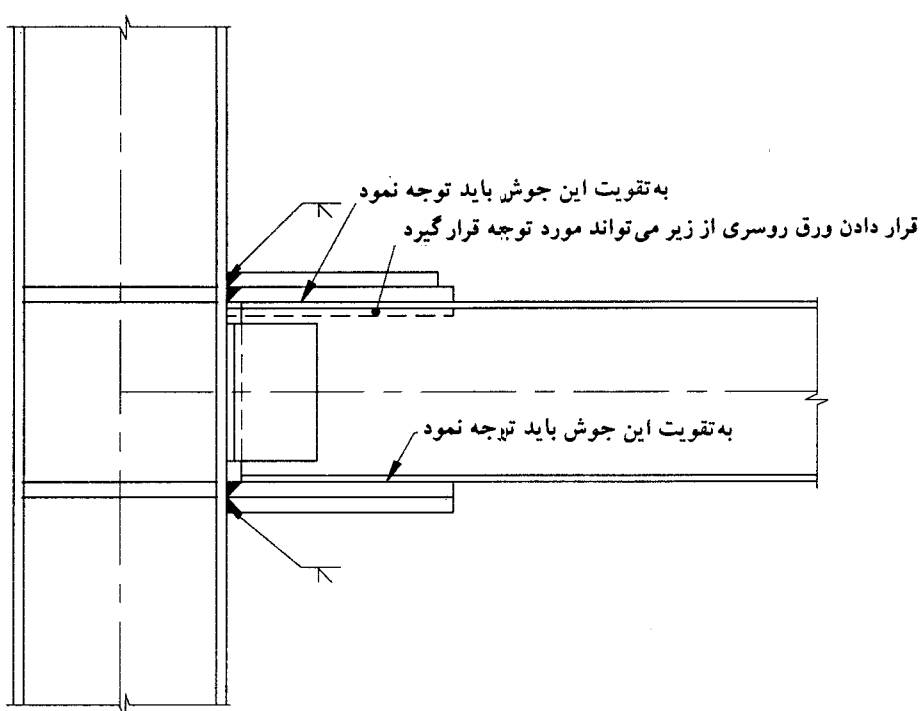 به‌تقویت این جوش باید توجه نمود
قرار دادن ورق روسری از زیر می‌تواند مورد توجه قرار گیرد
به‌تقویت این جوش باید توجه نمود